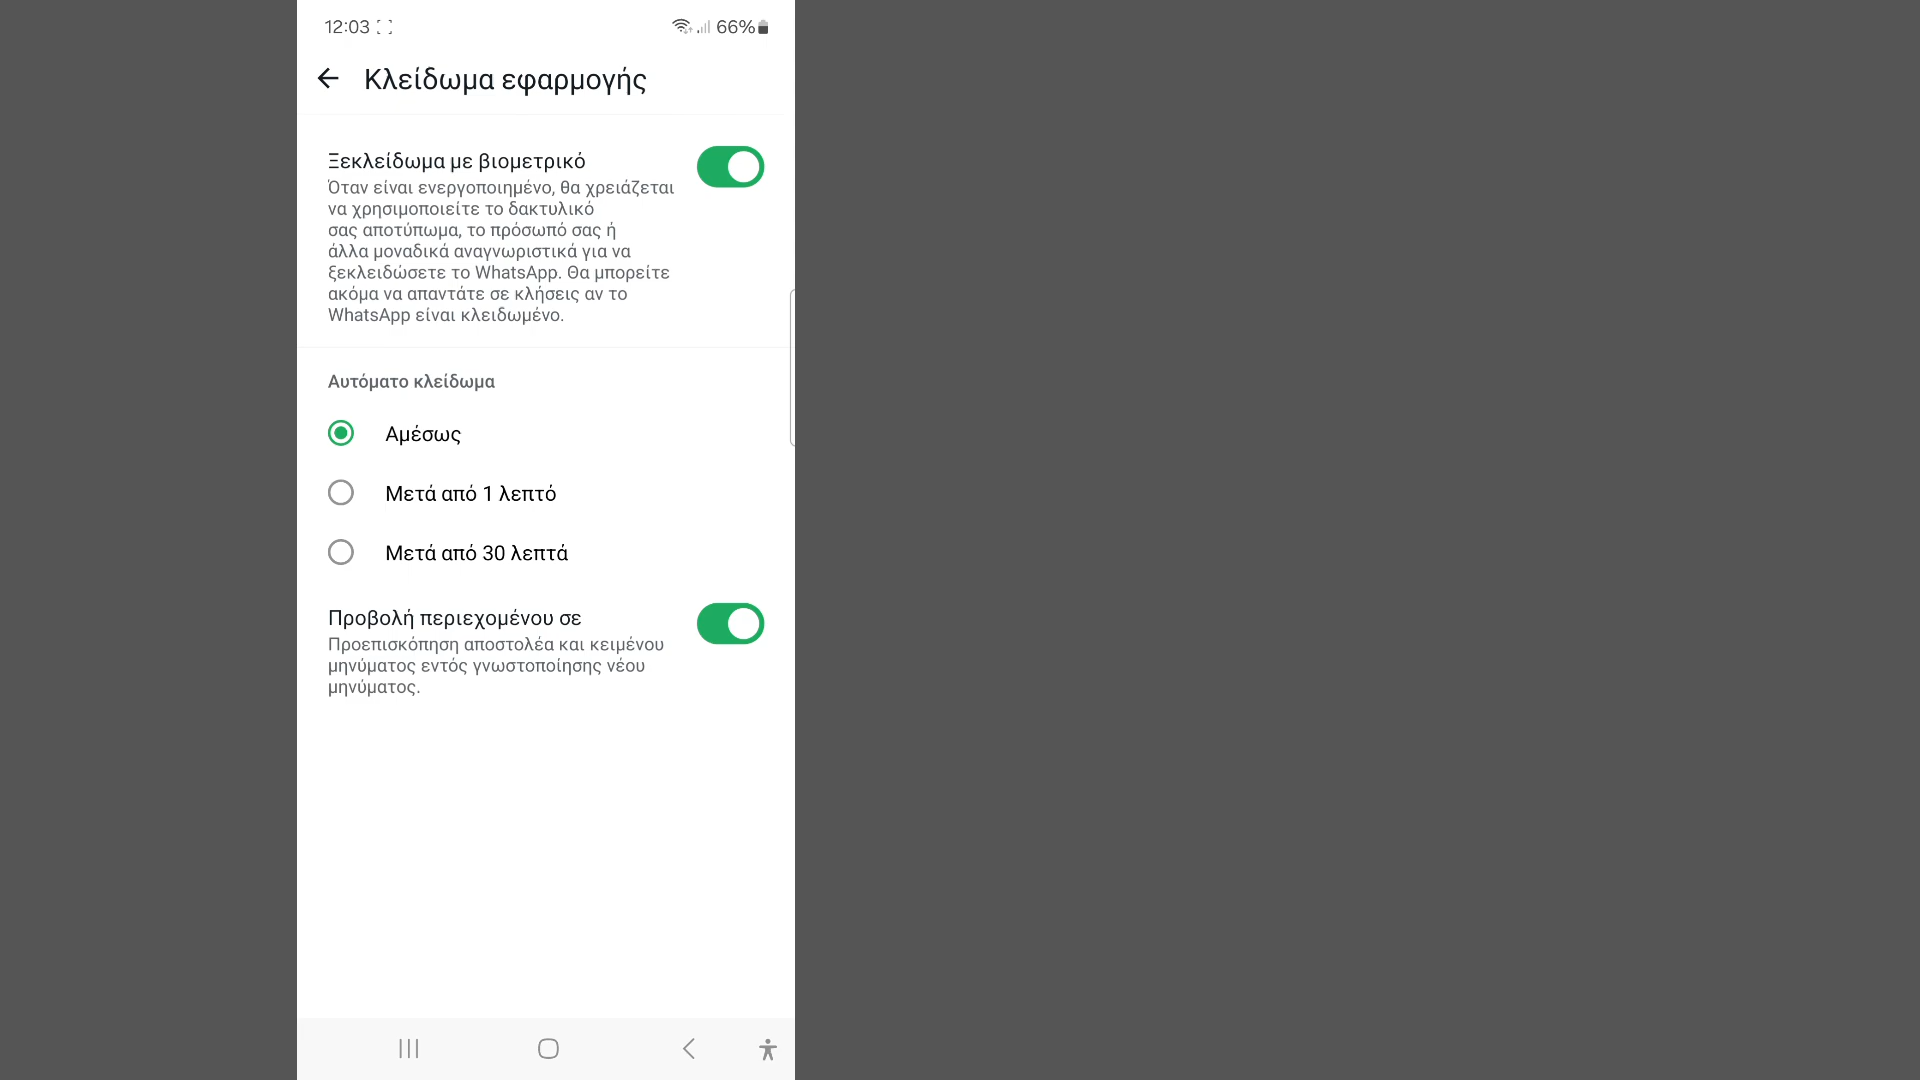 12:03
66%
Κλείδωμα εφαρμογής
Ξεκλείδωμα με βιομετρικό
Όταν είναι ενεργοποιημένο, θα χρειάζεται
να χρησιμοποιείτε το δακτυλικό
σας αποτύπωμα, το πρόσωπό σας ή
άλλα μοναδικά αναγνωριστικά για να
ξεκλειδώσετε το WhatsApp. Θα μπορείτε
ακόμα να απαντάτε σε κλήσεις αν το
WhatsApp είναι κλειδωμένο.
Αυτόματο κλείδωμα
Αμέσως
Μετά από 1 λεπτό
Μετά από 30 λεπτά
Προβολή περιεχομένου σε
Προεπισκόπηση αποστολέα και κειμένου
μηνύματος εντός γνωστοποίησης νέου
μηνύματος.